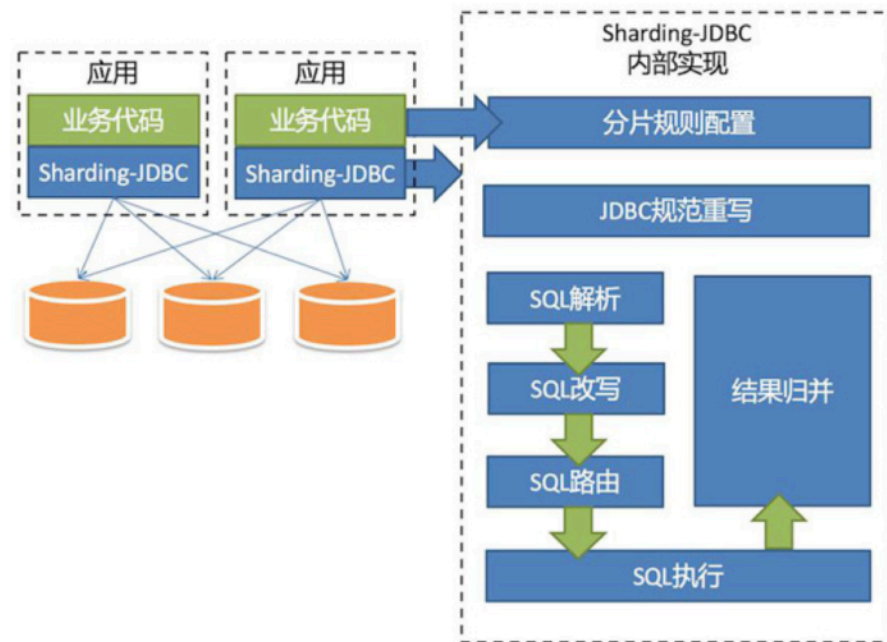 应用
业务代码
Sharding-JDBC
应用
业务代码
Sharding-JDBC
Sharding-JDBC
内部实现
分片规则配置
JDBC规范重写
SQL解析
SQL改写
SQL路由
结果归并
SQL执行